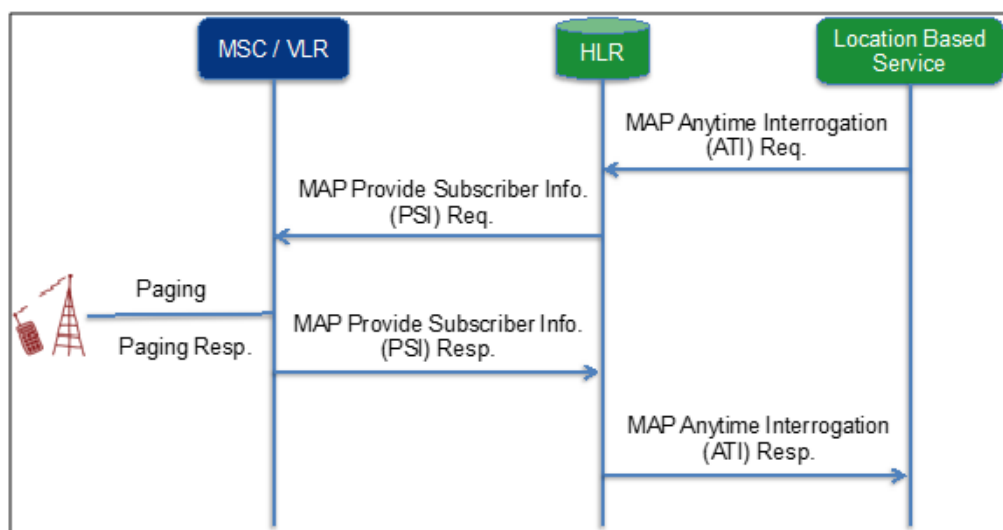 MSC / VLR
HLR
Location Based
Service
MAP Anytime Interrogation
(ATI) Req.
MAP Provide Subscriber Info.
(PSI) Req.
Paging
Paging Resp.
MAP Provide Subscriber Info.
(PSI) Resp.
MAP Anytime Interrogation
(ATI) Resp.